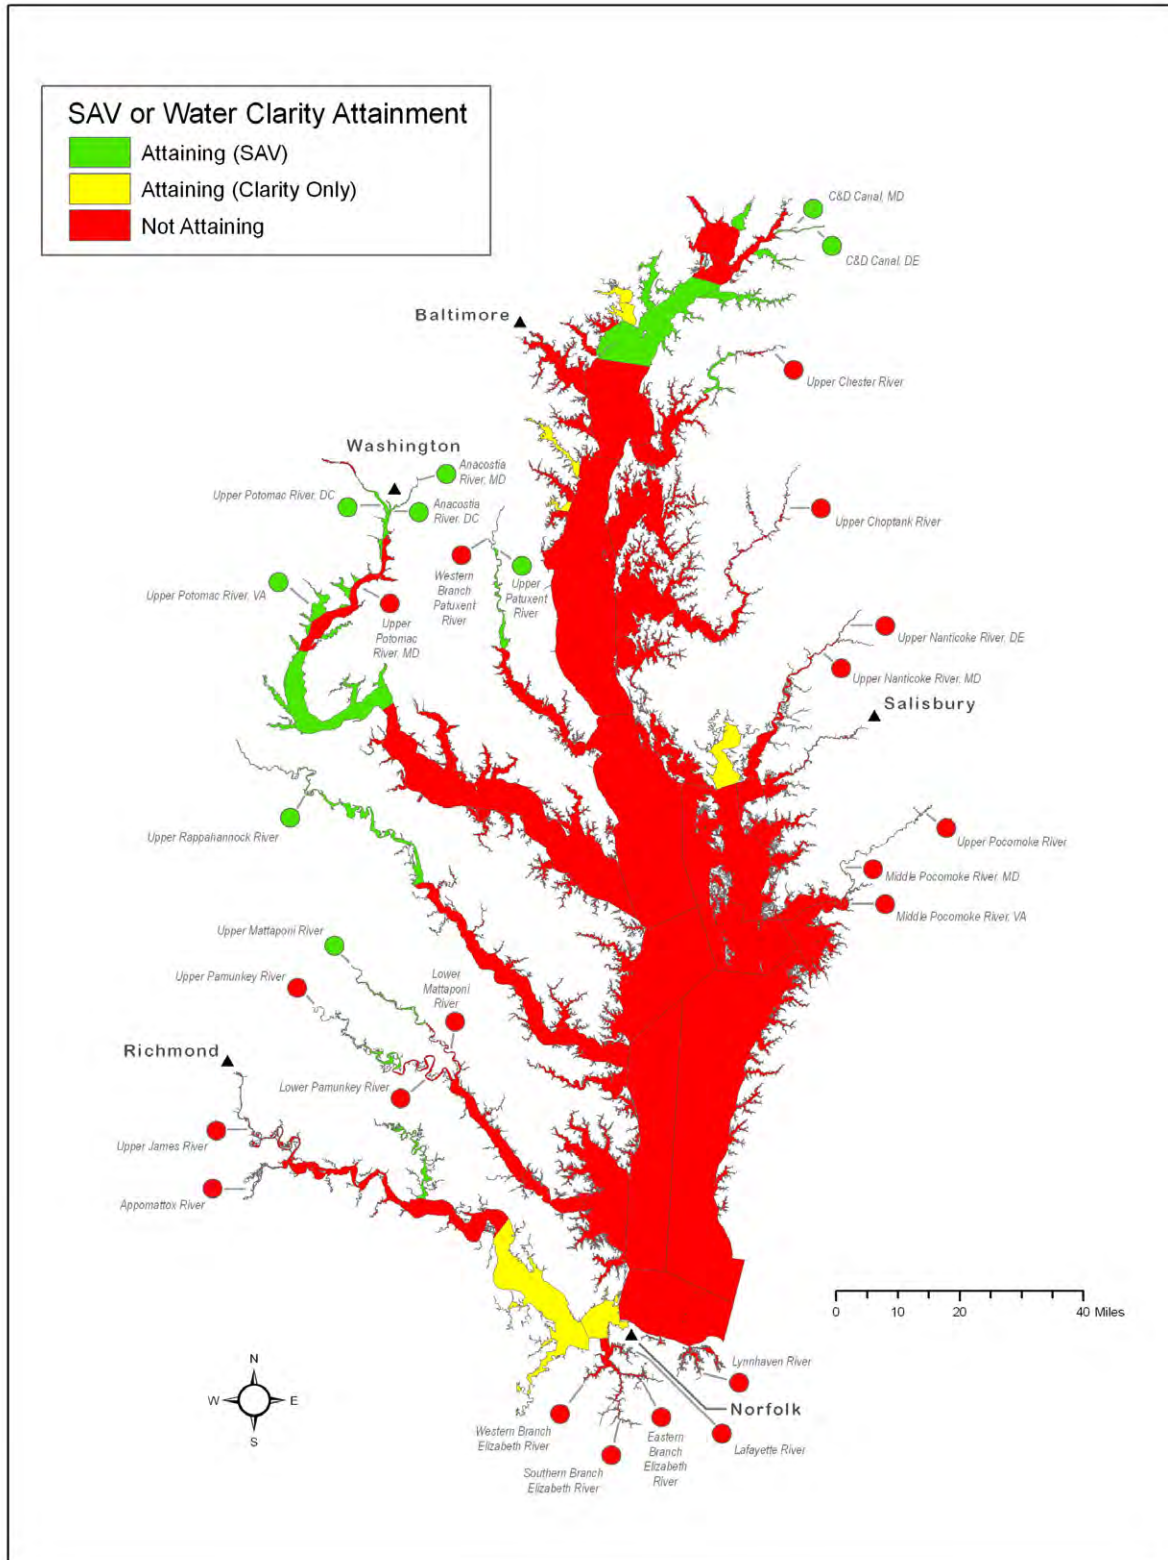 SAV or Water Clarity Attainment
Attaining (SAV)
Attaining (Clarity Only)
Not Attaining
C&D Canal, MD
C&D Canal, DE
Baltimore
Upper Chester River
Washington
Anacostia
River, MD
Upper Potomac River, DC
Anacostia
River, DC
Upper Choptank River
Western
Branch
Patuxent
River
Upper
Patuxent
River
Upper Potomac River, VA
Upper
Potomac
River, MD
Upper Nanticoke River, DE
Upper Nanticoke River, MD
Salisbury
Upper Rappahannock River
Upper Pocomoke River
Middle Pocomoke River, MD
Middle Pocomoke River, VA
Upper Mattaponi River
Upper Pamunkey River
Lower
Mattaponi
River
Richmond
Lower Pamunkey River
Upper James River
Appomattox River
0 10 20 40 Miles
N
W E
S
Lynnhaven River
Norfolk
Western Branch
Elizabeth River
Eastern
Branch
Elizabeth
River
Lafayette River
Southern Branch
Elizabeth River